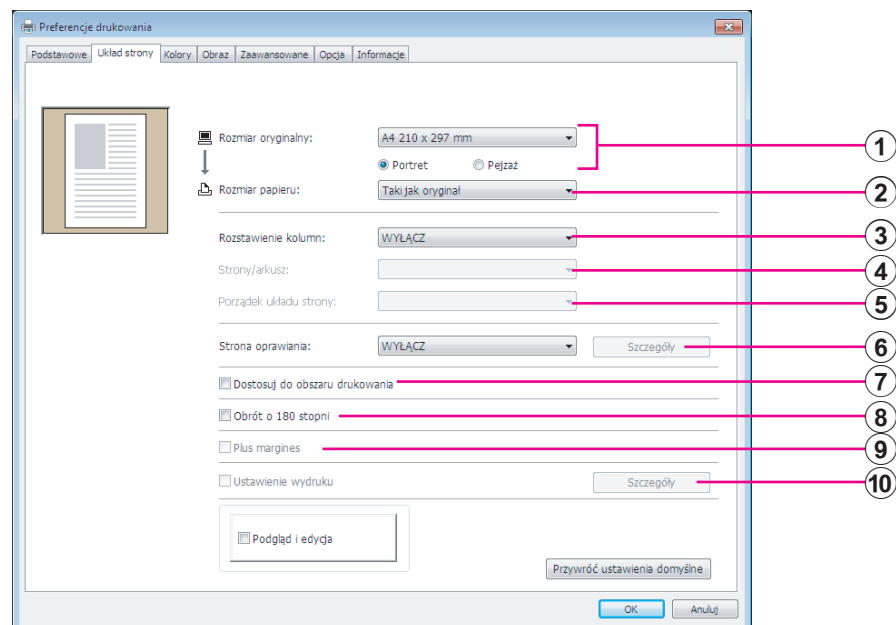 Preferencje drukowania
Podstawowe Układ strony Kolory Obraz Zaawansowane Opcja Informacje
Rozmiar oryginalny: A4 210 x 297 mm 1
Portret Pejzaż
Rozmiar papieru: Taki jak oryginał 2
Rozstawienie kolumn: WYŁĄCZ 3
Strony/arkusz: 4
Porządek układu strony: 5
Strona oprawiania: WYŁĄCZ Szczegóły 6
Dostosuj do obszaru drukowania 7
Obrót o 180 stopni 8
Plus margines 9
Ustawienie wydruku Szczegóły 10
Podgląd i edycja
Przywróć ustawienia domyślne
OK Anuluj